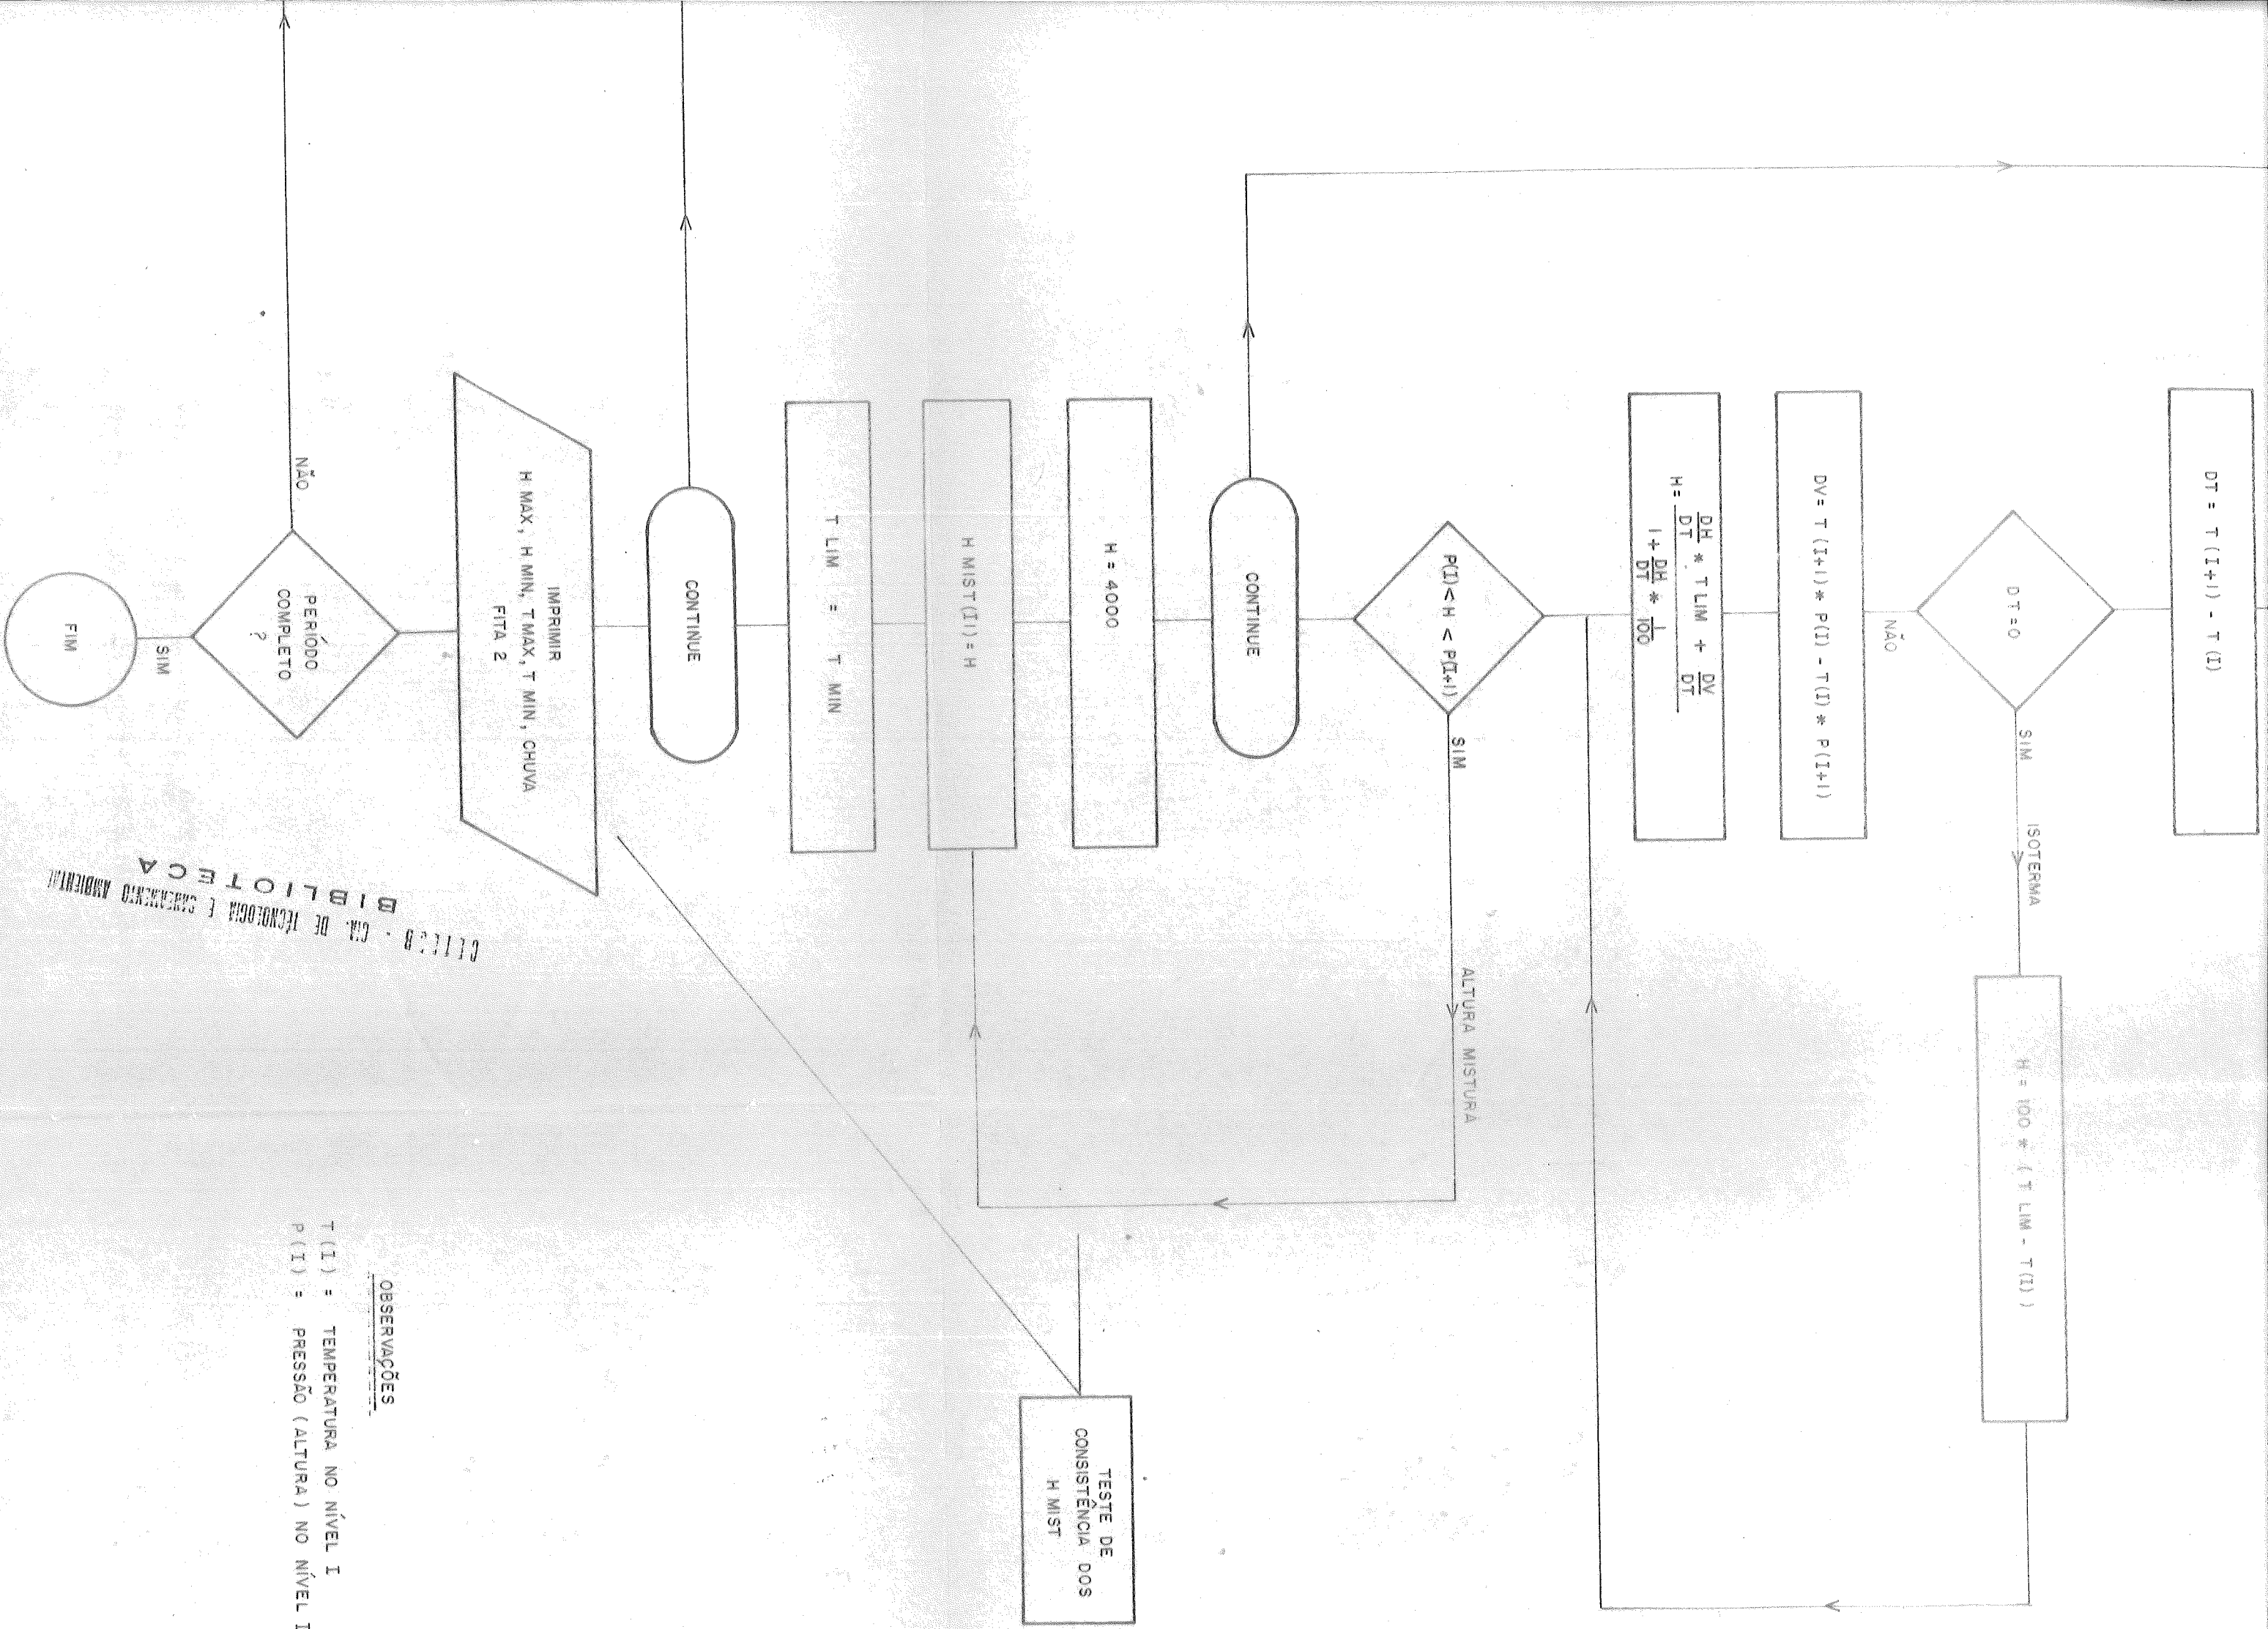 DT = T (I+1) - T (I)
DT = 0
SIM
ISOTERMA
H = 100 * ( T LIM - T (I) )
NÃO
DV = T (I+1) * P(I) - T(I) * P(I+1)
H = DH/DT * T LIM + DV/DT
1 + DH/DT * 1/100
P(I) < H < P(I+1)
SIM
ALTURA MISTURA
CONTINUE
H = 4000
H MIST (II) = H
T LIM = T MIN
CONTINUE
TESTE DE
CONSISTÊNCIA DOS
H MIST
IMPRIMIR
H MAX, H MIN, T MAX, T MIN, CHUVA
FITA 2
NÃO
PERÍODO
COMPLETO
?
SIM
FIM
OBSERVAÇÕES
T (I) = TEMPERATURA NO NÍVEL I
P (I) = PRESSÃO (ALTURA) NO NÍVEL I
CETESB - CIA. DE TECNOLOGIA E SANEAMENTO AMBIENTAL
BIBLIOTECA